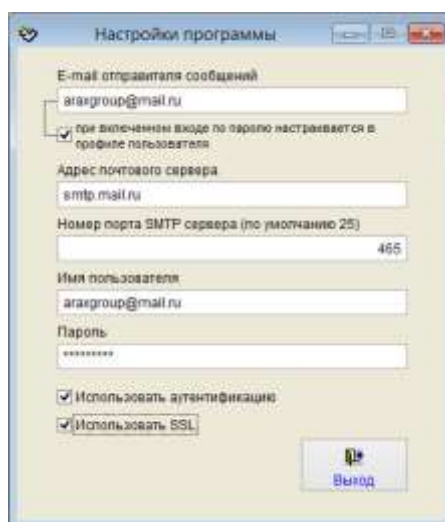 Настройки программы
E-mail отправителя сообщений
araxgroup@mail.ru
при включенном входе по паролю настраивается в
профиле пользователя
Адрес почтового сервера
smtp.mail.ru
Номер порта SMTP сервера (по умолчанию 25)
465
Имя пользователя
araxgroup@mail.ru
Пароль
*********
Использовать аутентификацию
Использовать SSL
Выход